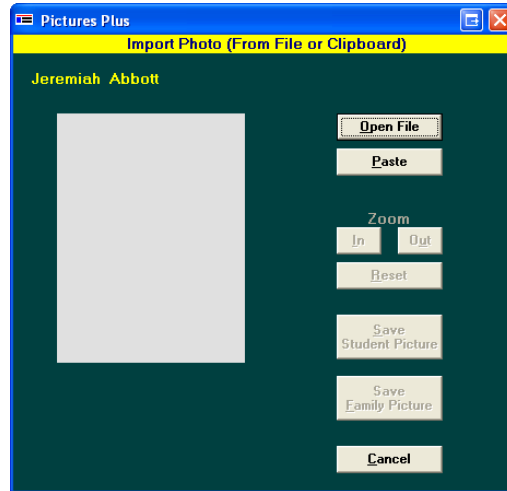 Pictures Plus
Import Photo (From File or Clipboard)
Jeremiah Abbott
Open File
Paste
Zoom
In Out
Reset
Save
Student Picture
Save
Family Picture
Cancel